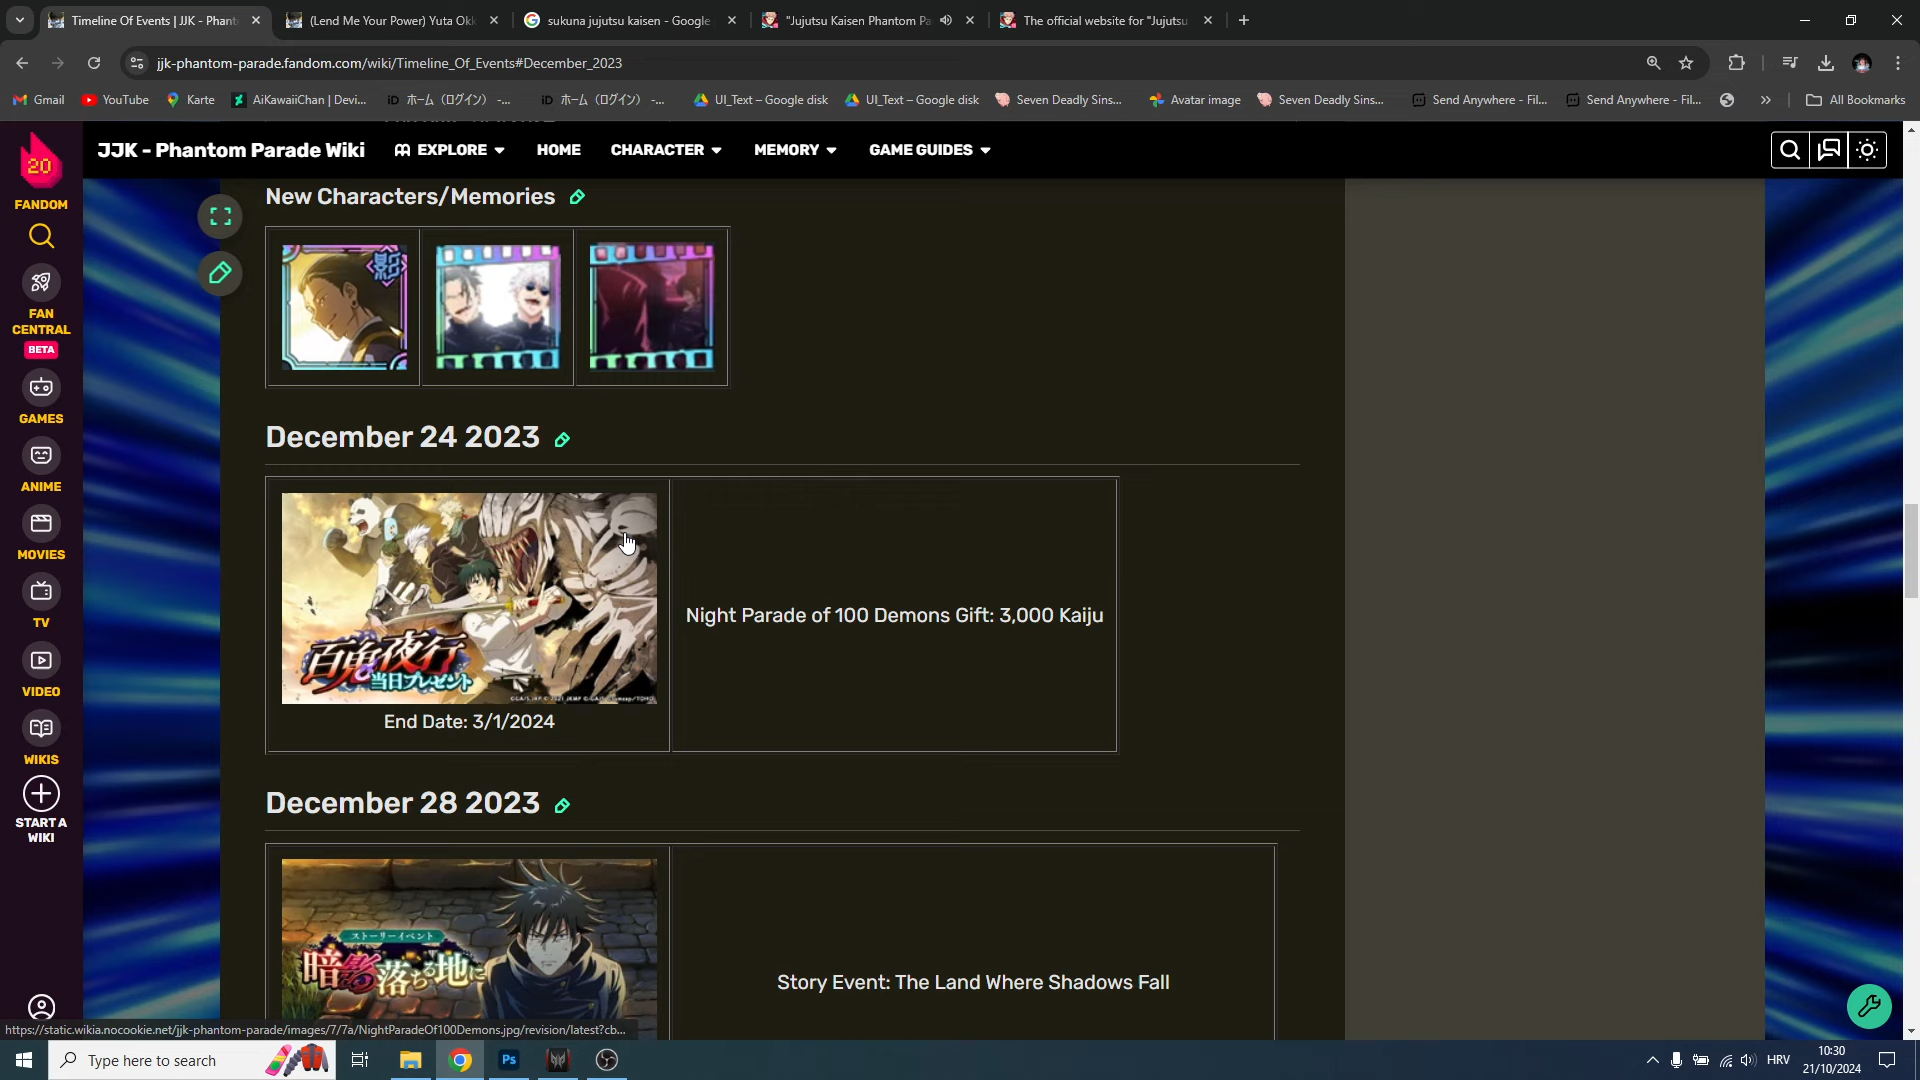 Timeline Of Events | JJK - Phant
(Lend Me Your Power) Yuta Okk
sukuna jujutsu kaisen - Google
"Jujutsu Kaisen Phantom Pa
The official website for "Jujutsu
jjk-phantom-parade.fandom.com/wiki/Timeline_Of_Events#December_2023
Gmail
YouTube
Karte
AiKawaiiChan | Devi...
iD ホーム（ログイン） -...
iD ホーム（ログイン） -...
UI_Text – Google disk
UI_Text – Google disk
Seven Deadly Sins...
Avatar image
Seven Deadly Sins...
Send Anywhere - Fil...
Send Anywhere - Fil...
All Bookmarks
JJK - Phantom Parade Wiki
EXPLORE
HOME
CHARACTER
MEMORY
GAME GUIDES
20
FANDOM
FAN
CENTRAL
BETA
GAMES
ANIME
MOVIES
TV
VIDEO
WIKIS
START A
WIKI
New Characters/Memories
影
December 24 2023
百鬼夜行
当日プレゼント
End Date: 3/1/2024
Night Parade of 100 Demons Gift: 3,000 Kaiju
December 28 2023
ストーリーイベント
暗影落ちる地に
Story Event: The Land Where Shadows Fall
https://static.wikia.nocookie.net/jjk-phantom-parade/images/7/7a/NightParadeOf100Demons.jpg/revision/latest?cb...
Type here to search
Ps
HRV
10:30
21/10/2024